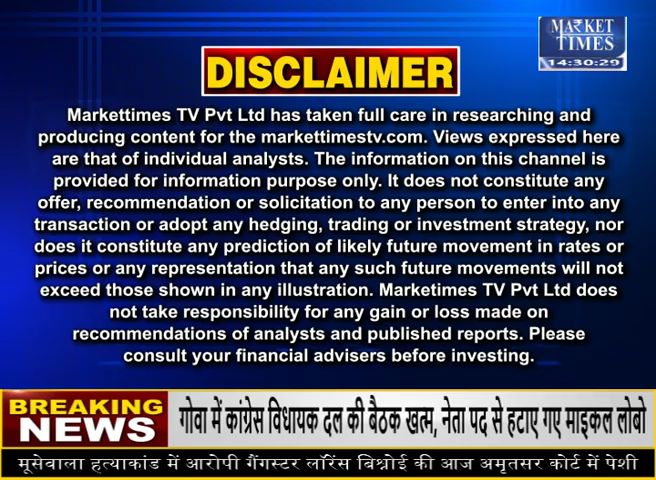 MARKET
TIMES
14:30:29
DISCLAIMER
Markettimes TV Pvt Ltd has taken full care in researching and
producing content for the markettimestv.com. Views expressed here
are that of individual analysts. The information on this channel is
provided for information purpose only. It does not constitute any
offer, recommendation or solicitation to any person to enter into any
transaction or adopt any hedging, trading or investment strategy, nor
does it constitute any prediction of likely future movement in rates or
prices or any representation that any such future movements will not
exceed those shown in any illustration. Marketimes TV Pvt Ltd does
not take responsibility for any gain or loss made on
recommendations of analysts and published reports. Please
consult your financial advisers before investing.
BREAKING
NEWS
गोवा में कांग्रेस विधायक दल की बैठक खत्म, नेता पद से हटाए गए माइकल लोबो
मूसेवाला हत्याकांड में आरोपी गैंगस्टर लॉरेंस बिश्नोई की आज अमृतसर कोर्ट में पेशी